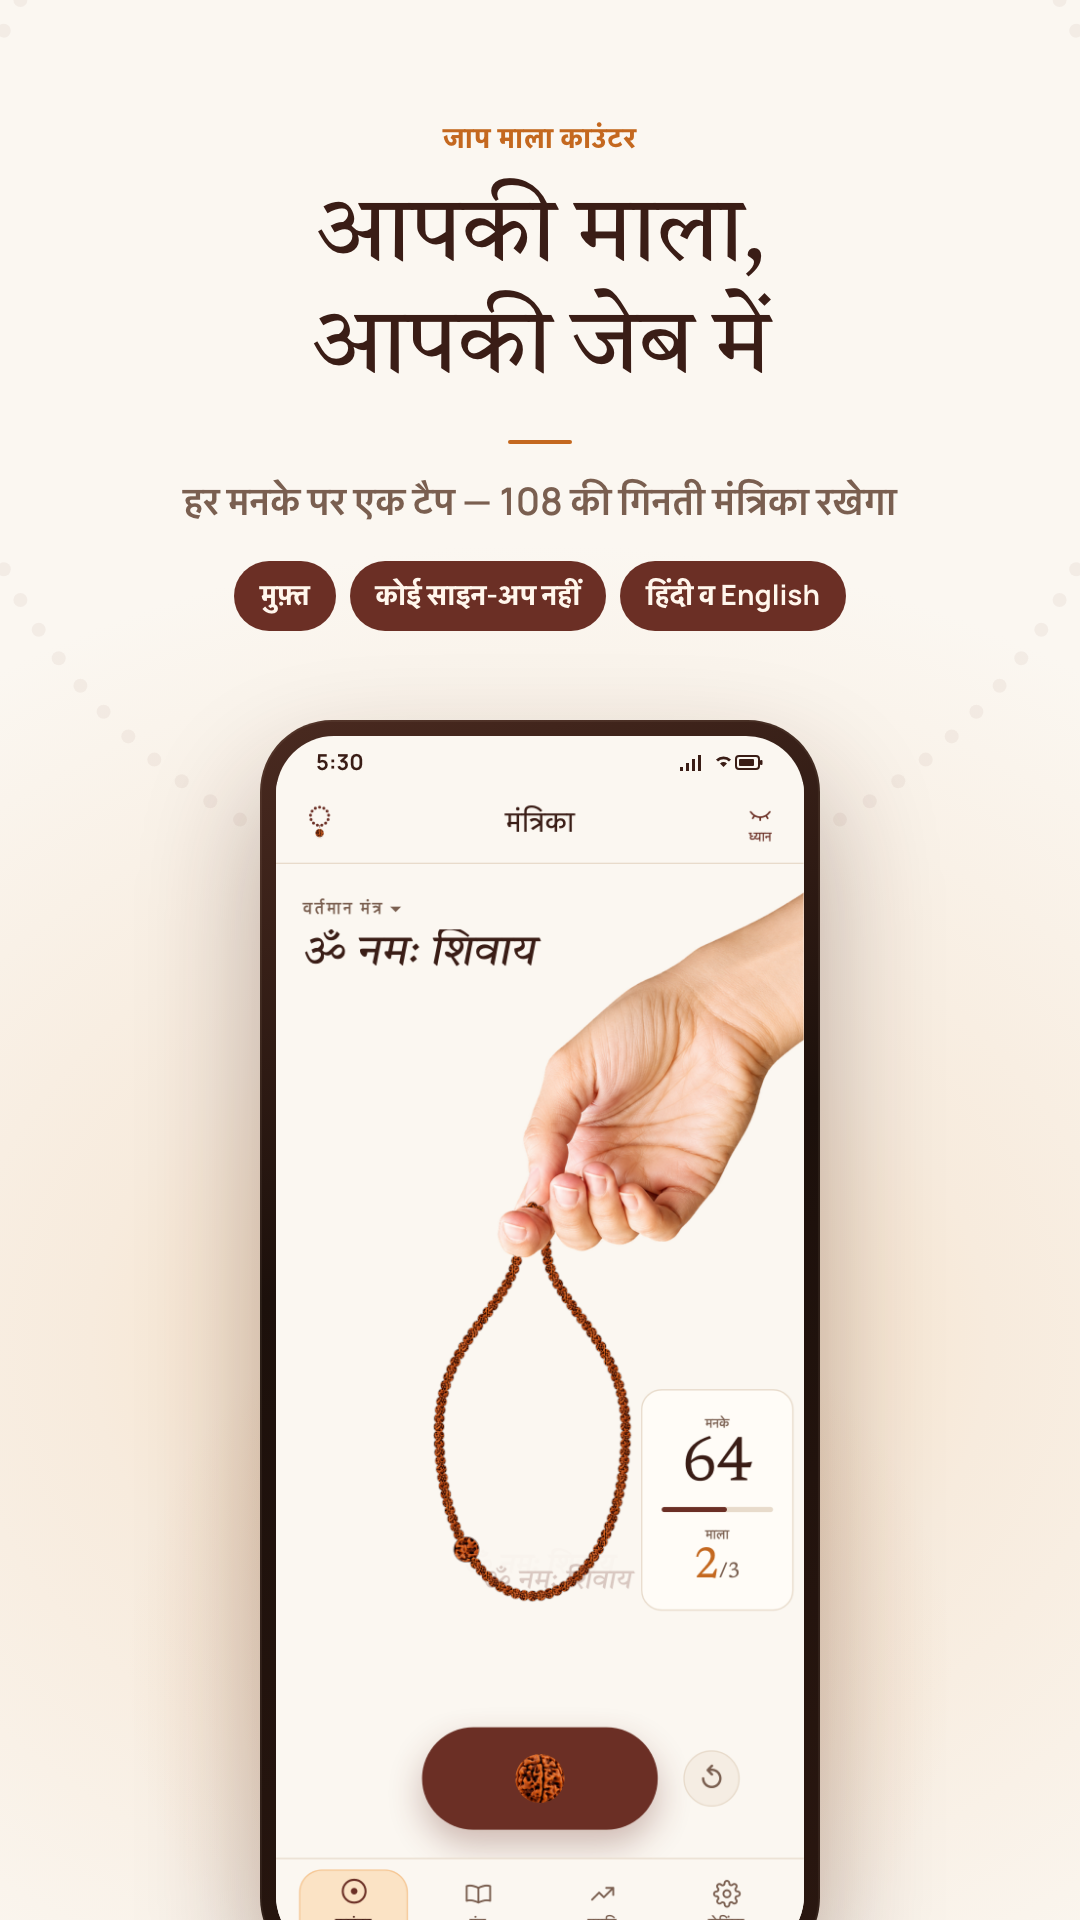 जाप माला काउंटर
आपकी माला,
आपकी जेब में
हर मनके पर एक टैप — 108 की गिनती मंत्रिका रखेगा
मुफ़्त
कोई साइन-अप नहीं
हिंदी व English
5:30
मंत्रिका
ध्यान
वर्तमान मंत्र
ॐ नमः शिवाय
मनके
64
माला
2/3
ॐ नमः शिवाय